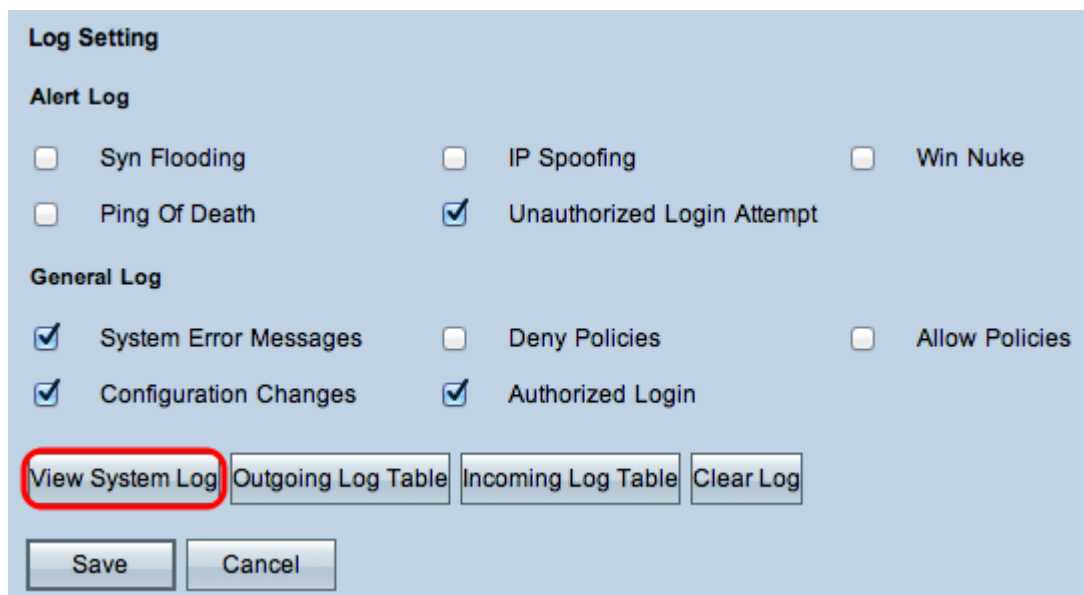 Log Setting
Alert Log
Syn Flooding IP Spoofing Win Nuke
Ping Of Death Unauthorized Login Attempt
General Log
System Error Messages Deny Policies Allow Policies
Configuration Changes Authorized Login
View System Log Outgoing Log Table Incoming Log Table Clear Log
Save Cancel